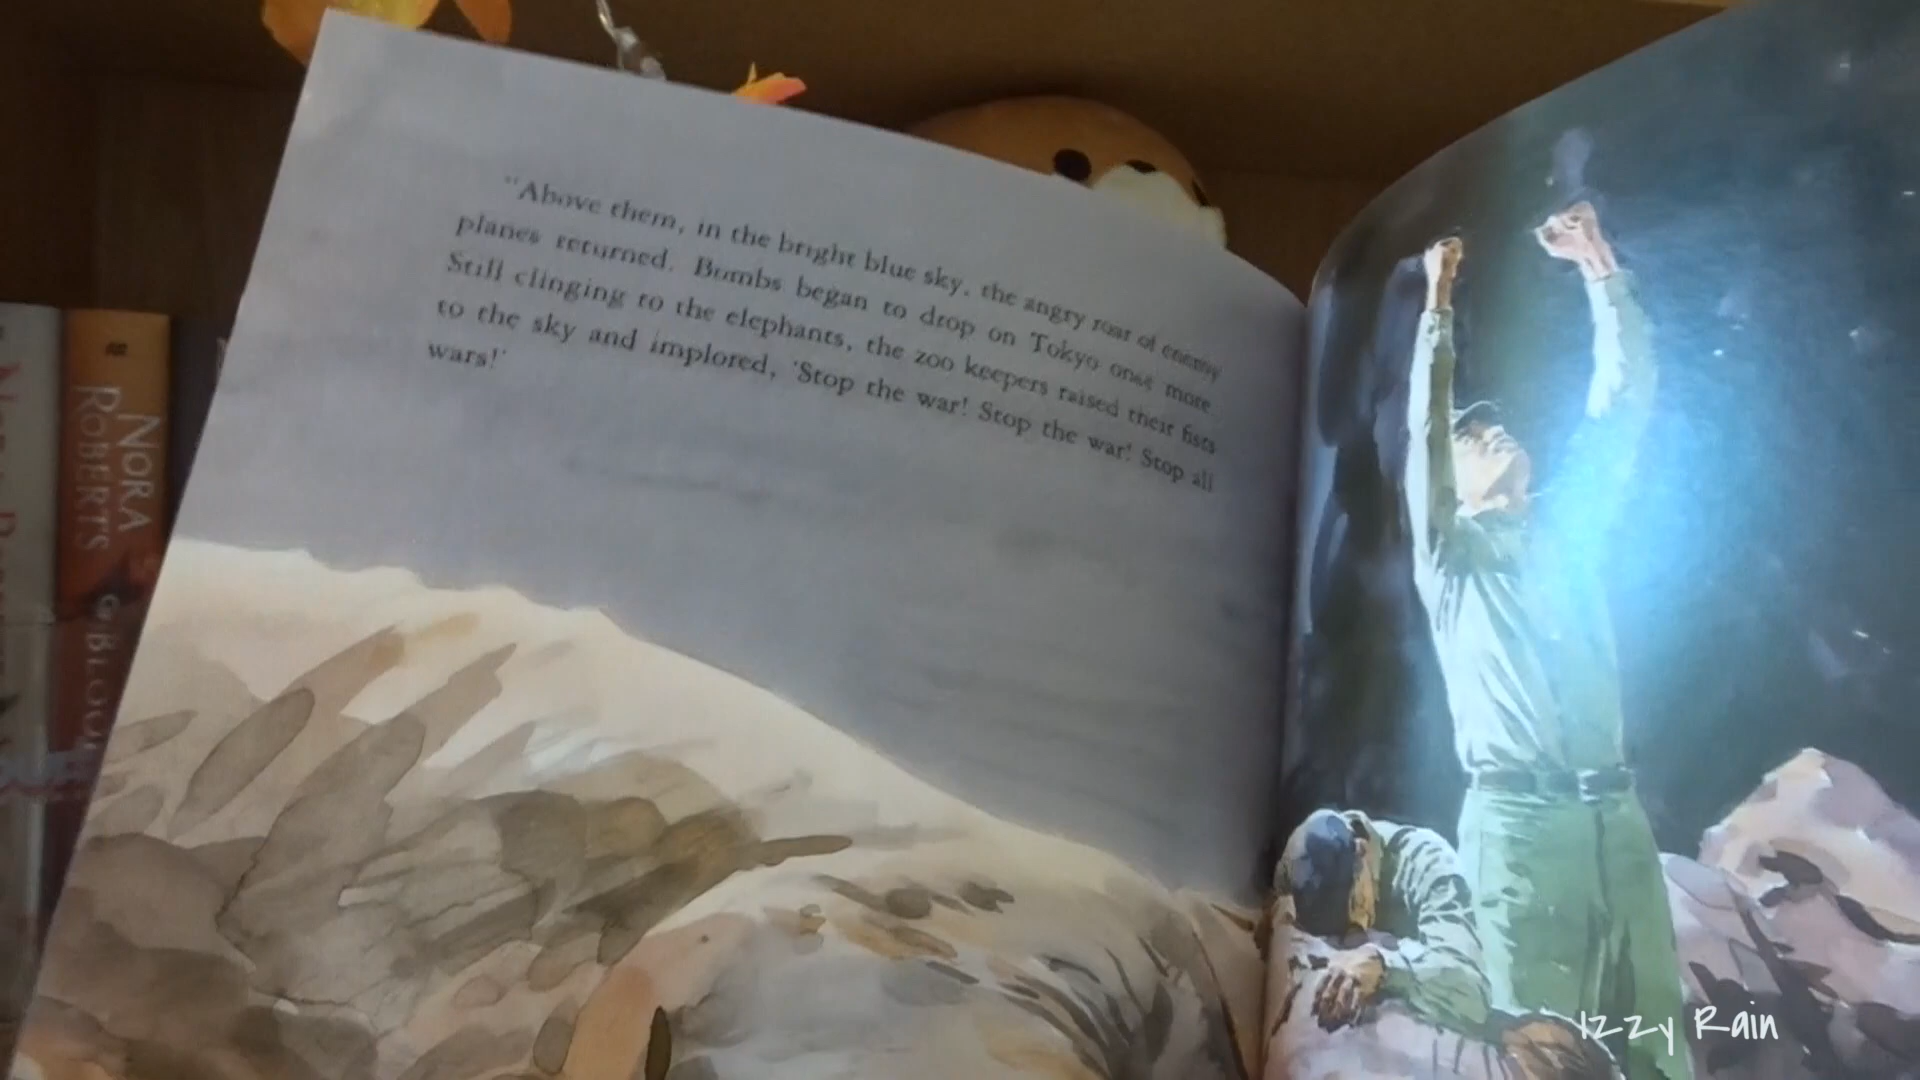 "Above them, in the bright blue sky, the angry roar of enemy
planes returned. Bombs began to drop on Tokyo once more.
Still clinging to the elephants, the zoo keepers raised their fists
to the sky and implored, 'Stop the war! Stop the war! Stop all
wars!'
NORA
ROBERTS
Izzy Rain